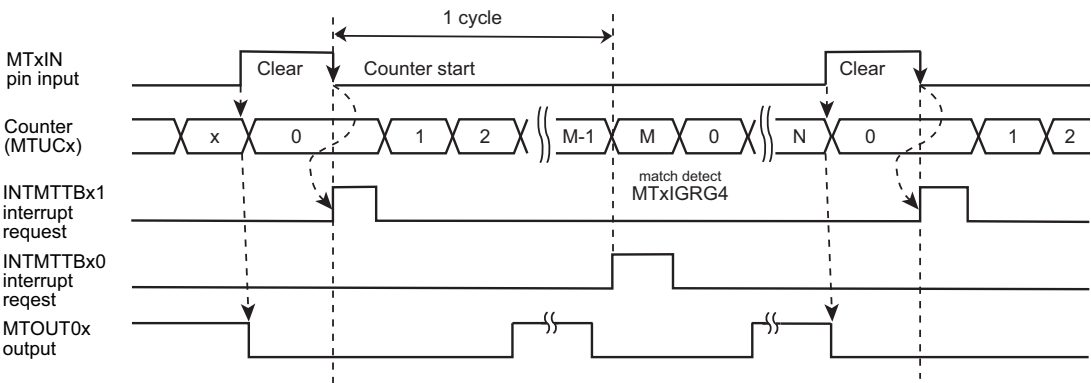 1 cycle
MTxIN
pin input
Clear
Counter start
Clear
Counter
(MTUCx)
x 0 1 2 M-1 M 0 N 0 1 2
match detect
MTxIGRG4
INTMTTBx1
interrupt
request
INTMTTBx0
interrupt
reqest
MTOUT0x
output